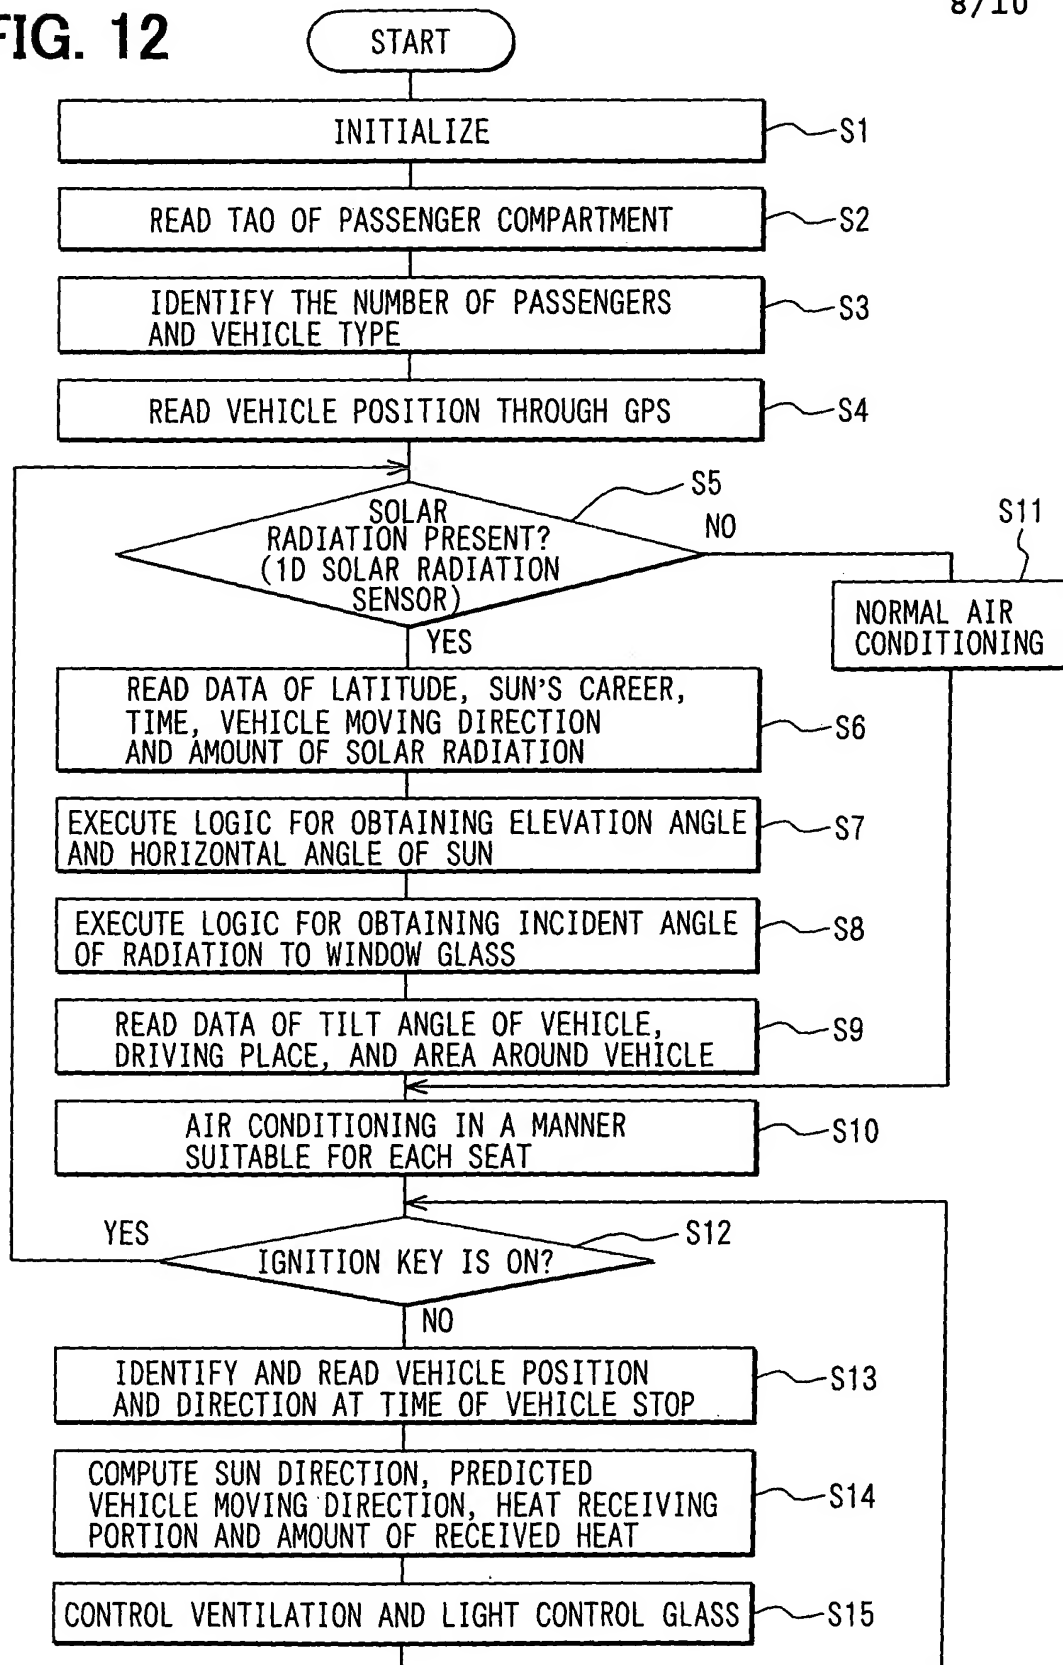 FIG. 12
8/10
START
INITIALIZE
S1
READ TAO OF PASSENGER COMPARTMENT
S2
IDENTIFY THE NUMBER OF PASSENGERS
AND VEHICLE TYPE
S3
READ VEHICLE POSITION THROUGH GPS
S4
SOLAR
RADIATION PRESENT?
(1D SOLAR RADIATION
SENSOR)
S5
NO
S11
NORMAL AIR
CONDITIONING
YES
READ DATA OF LATITUDE, SUN'S CAREER,
TIME, VEHICLE MOVING DIRECTION
AND AMOUNT OF SOLAR RADIATION
S6
EXECUTE LOGIC FOR OBTAINING ELEVATION ANGLE
AND HORIZONTAL ANGLE OF SUN
S7
EXECUTE LOGIC FOR OBTAINING INCIDENT ANGLE
OF RADIATION TO WINDOW GLASS
S8
READ DATA OF TILT ANGLE OF VEHICLE,
DRIVING PLACE, AND AREA AROUND VEHICLE
S9
AIR CONDITIONING IN A MANNER
SUITABLE FOR EACH SEAT
S10
YES
IGNITION KEY IS ON?
S12
NO
IDENTIFY AND READ VEHICLE POSITION
AND DIRECTION AT TIME OF VEHICLE STOP
S13
COMPUTE SUN DIRECTION, PREDICTED
VEHICLE MOVING DIRECTION, HEAT RECEIVING
PORTION AND AMOUNT OF RECEIVED HEAT
S14
CONTROL VENTILATION AND LIGHT CONTROL GLASS
S15